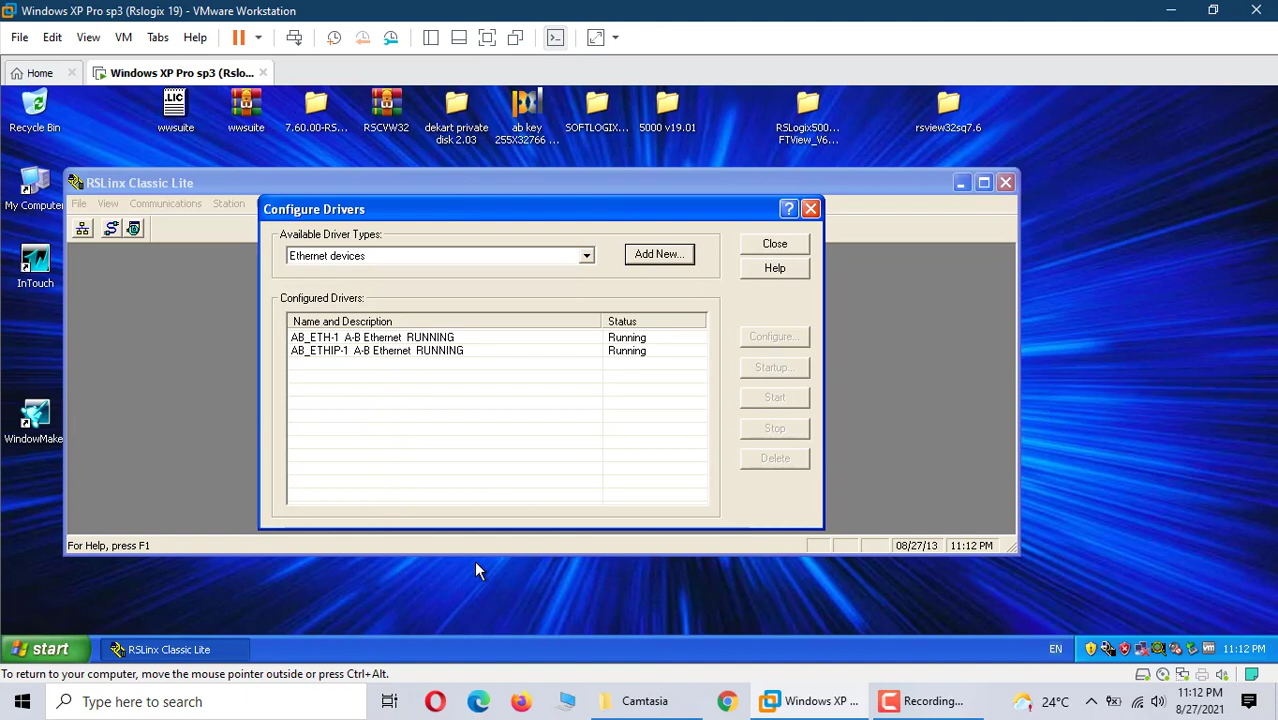 Windows XP Pro sp3 (Rslogix 19) - VMware Workstation
File Edit View VM Tabs Help
Home Windows XP Pro sp3 (Rslo...
Recycle Bin
wwsuite
wwsuite
7.60.00-RS...
RSCVW32
dekart private disk 2.03
ab key 255X32766 ...
SOFTLOGIX...
5000 v19.01
RSLogix500... FTView_V6...
rsview32sq7.6
My Computer
InTouch
WindowMake
RSLinx Classic Lite
File View Communications Station
Configure Drivers
Available Driver Types:
Ethernet devices
Add New...
Close
Help
Configured Drivers:
Name and Description Status
AB_ETH-1 A-B Ethernet RUNNING Running
AB_ETHIP-1 A-B Ethernet RUNNING Running
Configure...
Startup...
Start
Stop
Delete
For Help, press F1 08/27/13 11:12 PM
start RSLinx Classic Lite EN 11:12 PM
To return to your computer, move the mouse pointer outside or press Ctrl+Alt.
Type here to search Camtasia Windows XP ... Recording... 24°C 11:12 PM
8/27/2021